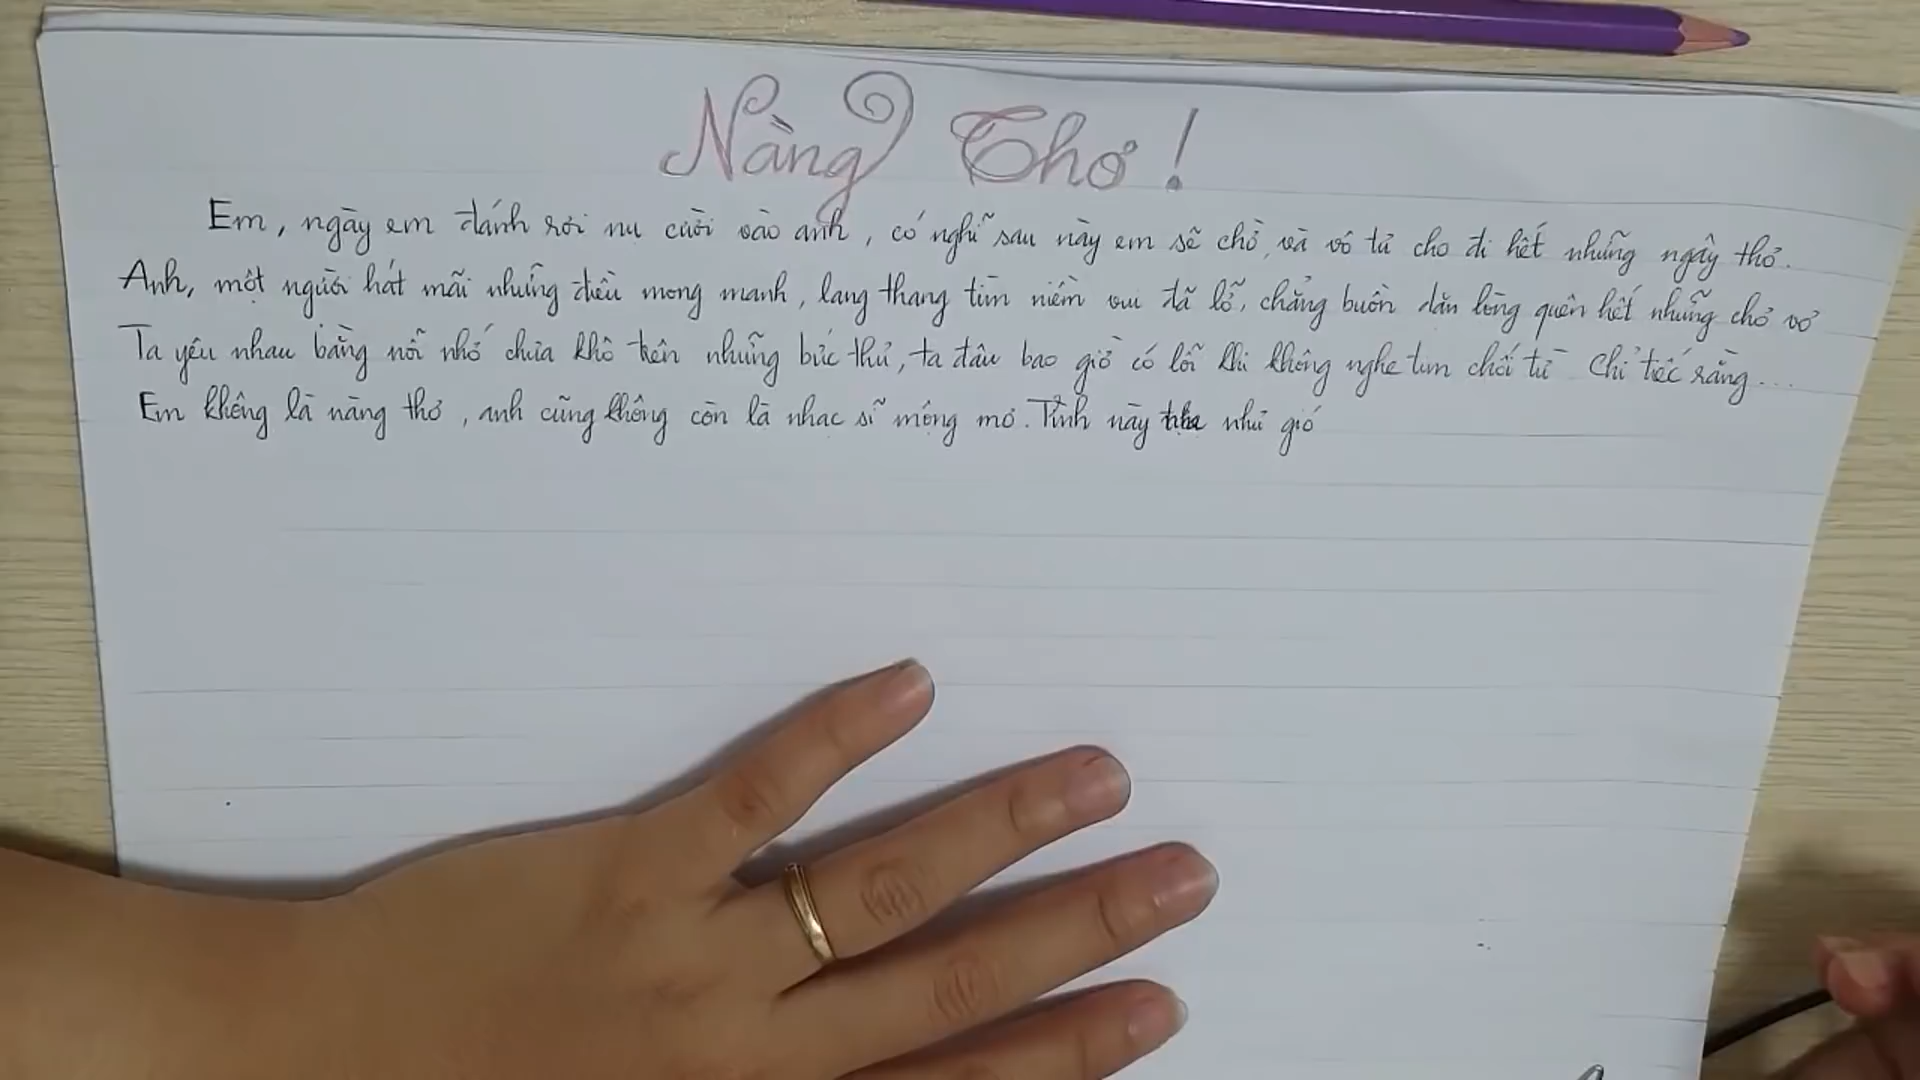 Nàng Thơ!
Em, ngày em đánh rơi nụ cười vào anh, có nghĩ sau này em sẽ chờ, và vô tư cho đi hết những ngây thơ.
Anh, một người hát mãi những điều mong manh, lang thang tìm niềm vui đã lỡ, chẳng buồn dặn lòng quên hết những chơ vơ
Ta yêu nhau bằng nỗi nhớ chưa khô trên những bức thư, ta đâu bao giờ có lỗi khi không nghe tim chối từ Chỉ tiếc rằng...
Em không là nàng thơ, anh cũng không còn là nhạc sĩ mộng mơ. Tình này như gió